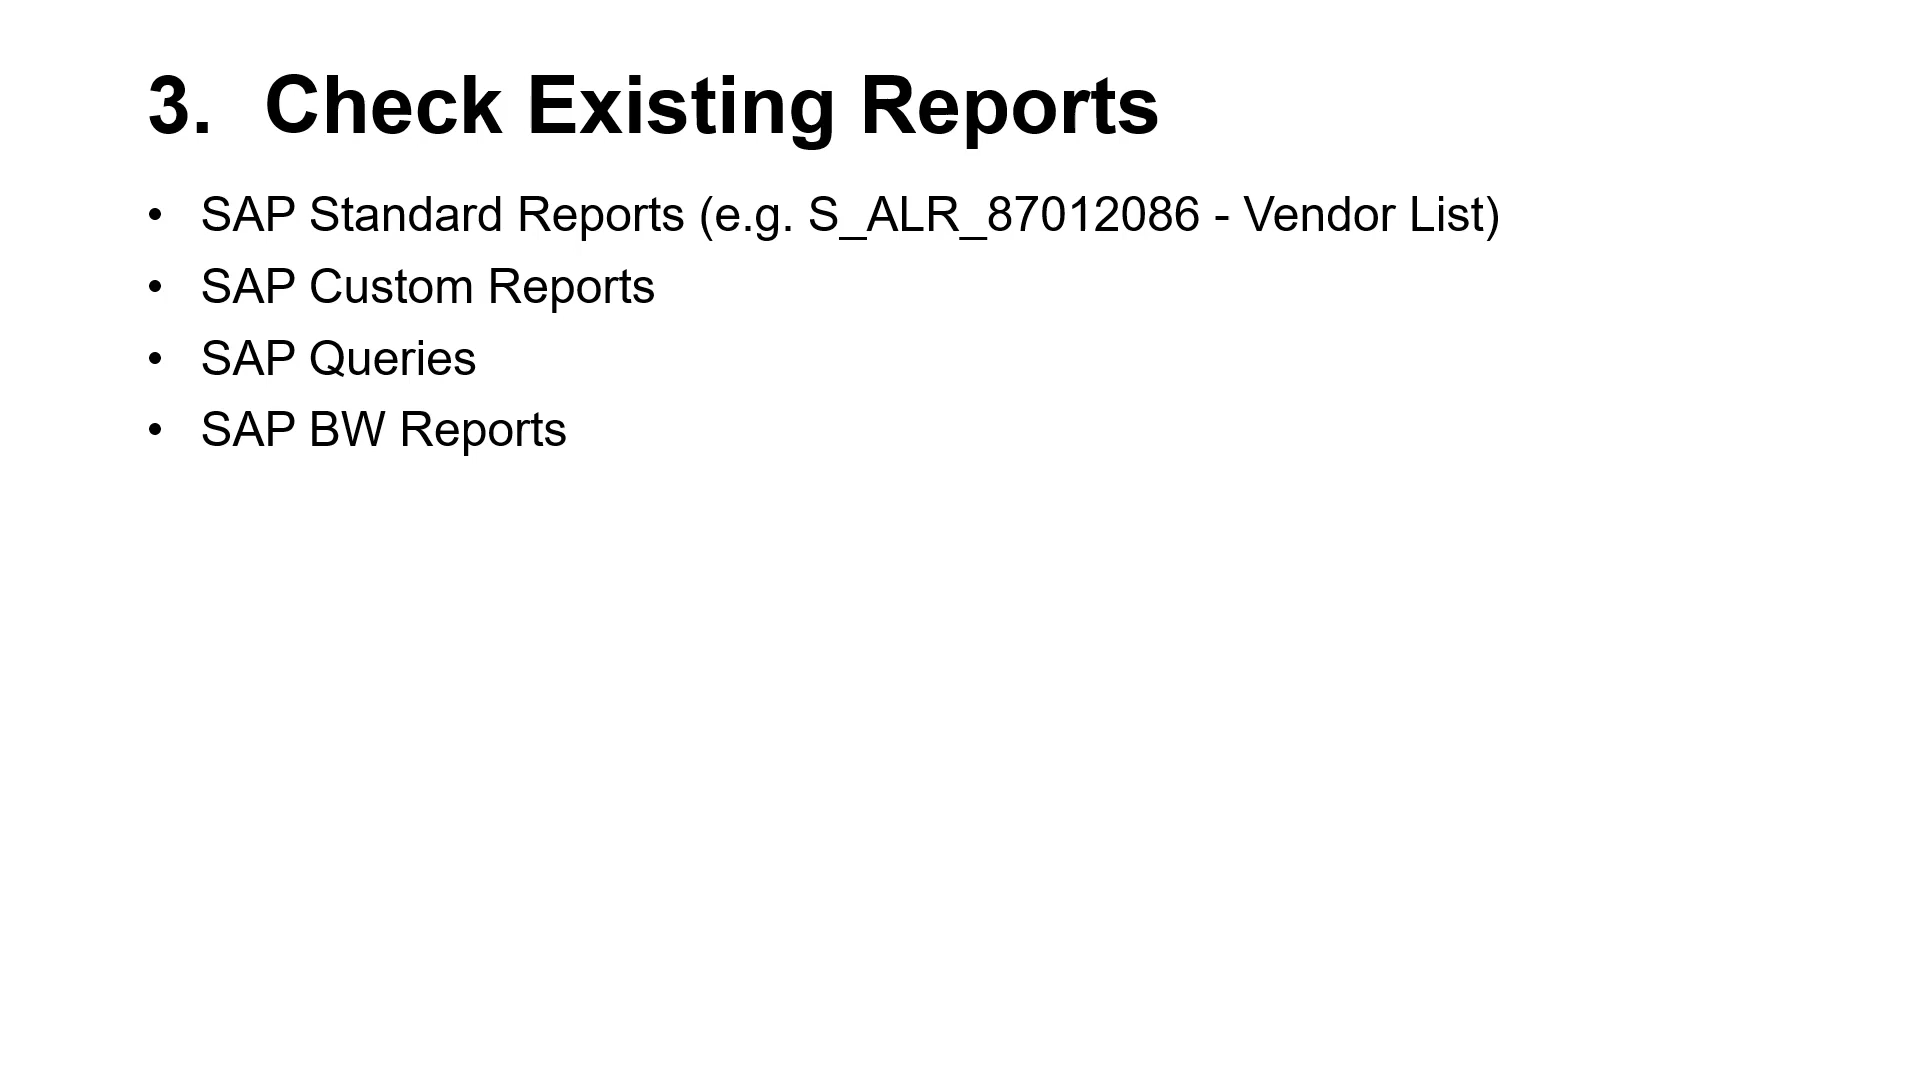 3. Check Existing Reports
• SAP Standard Reports (e.g. S_ALR_87012086 - Vendor List)
• SAP Custom Reports
• SAP Queries
• SAP BW Reports